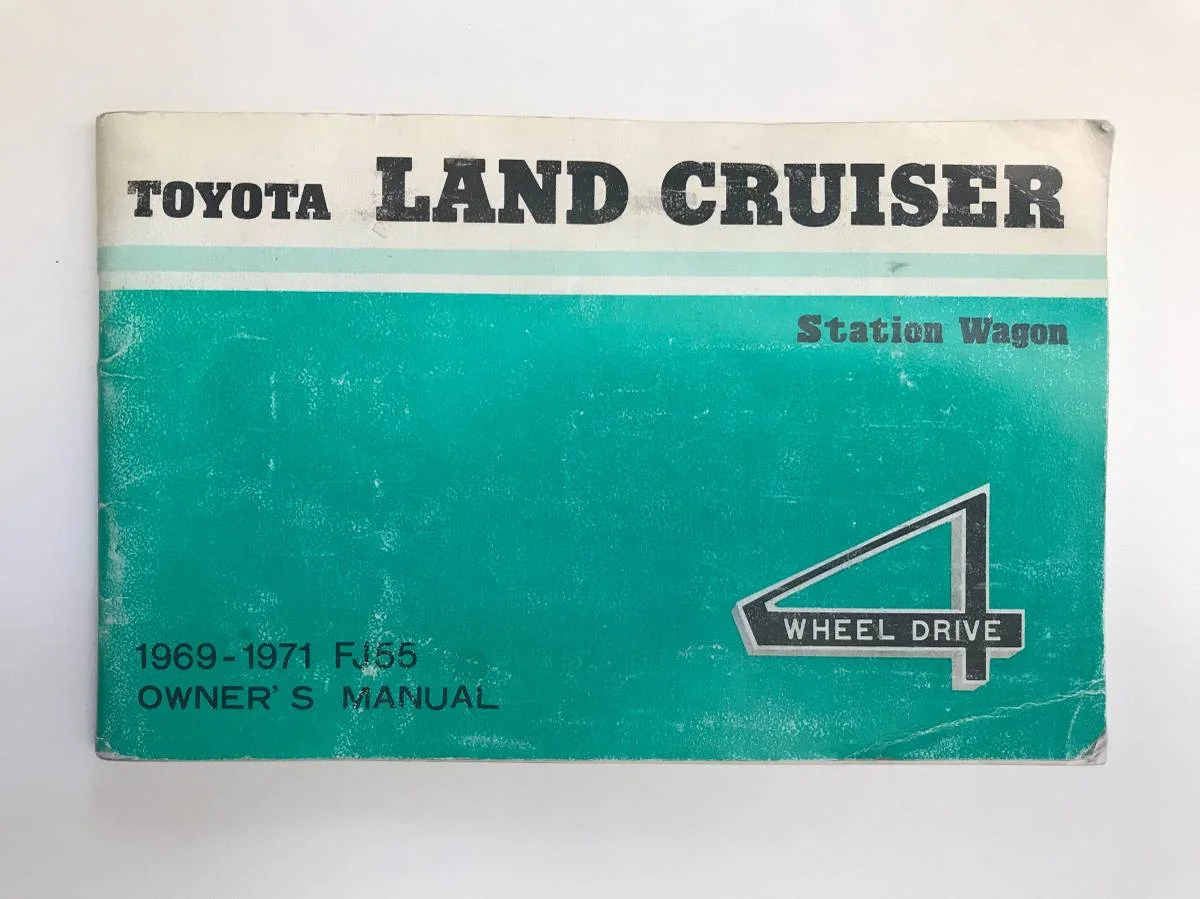 TOYOTA LAND CRUISER
Station Wagon
4
WHEEL DRIVE
1969-1971 FJ55
OWNER'S MANUAL